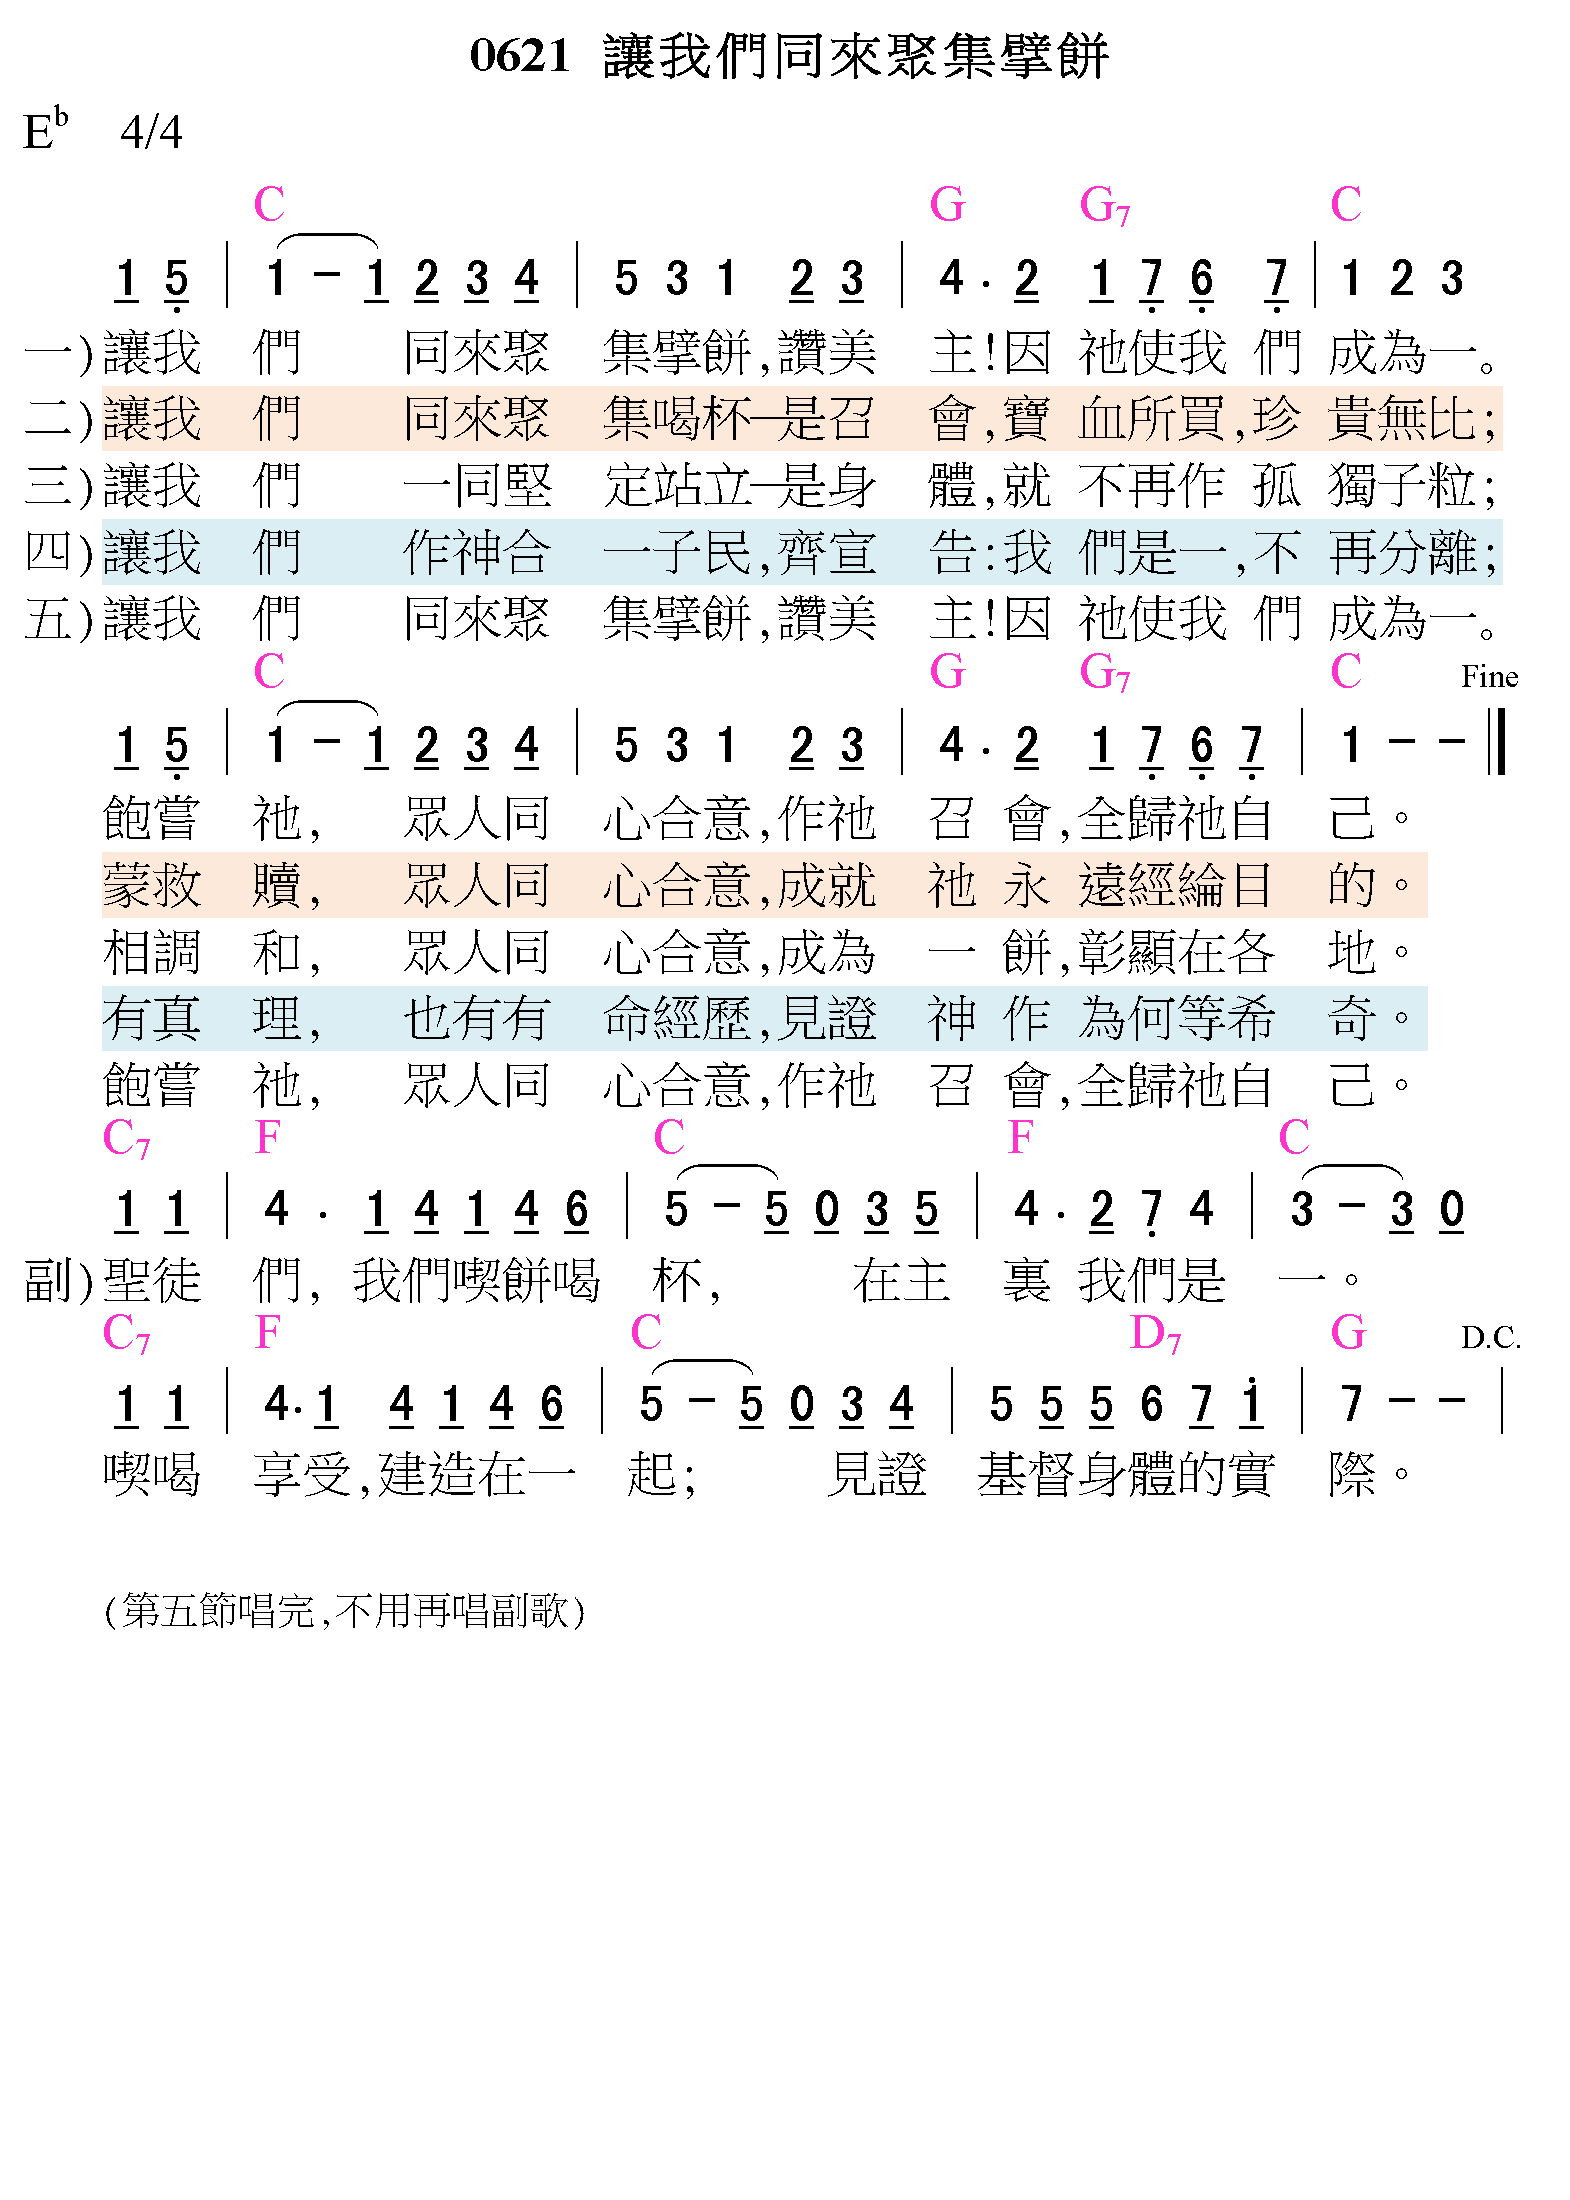 0621 讓我們同來聚集擘餅
E♭ 4/4
C G G7 C
1 5̣ | 1 - 1 2 3 4 | 5 3 1 2 3 | 4 . 2 1 7̣ 6̣ 7̣ | 1 2 3
一)讓我 們 同來聚 集擘餅,讚美 主!因 祂使我 們 成為一。
二)讓我 們 同來聚 集喝杯—是召 會,寶 血所買,珍 貴無比;
三)讓我 們 一同堅 定站立—是身 體,就 不再作 孤 獨子粒;
四)讓我 們 作神合 一子民,齊宣 告:我 們是一,不 再分離;
五)讓我 們 同來聚 集擘餅,讚美 主!因 祂使我 們 成為一。
C G G7 C Fine
1 5̣ | 1 - 1 2 3 4 | 5 3 1 2 3 | 4 . 2 1 7̣ 6̣ 7̣ | 1 - - ‖
飽嘗 祂, 眾人同 心合意,作祂 召 會,全歸祂自 己。
蒙救 贖, 眾人同 心合意,成就 祂 永 遠經綸目 的。
相調 和, 眾人同 心合意,成為 一 餅,彰顯在各 地。
有真 理, 也有有 命經歷,見證 神 作 為何等希 奇。
飽嘗 祂, 眾人同 心合意,作祂 召 會,全歸祂自 己。
C7 F C F C
1 1 | 4 . 1 4 1 4 6 | 5 - 5 0 3 5 | 4 . 2 7̣ 4 | 3 - 3 0
副)聖徒 們, 我們喫餅喝 杯, 在主 裏 我們是 一。
C7 F C D7 G D.C.
1 1 | 4. 1 4 1 4 6 | 5 - 5 0 3 4 | 5 5 5 6 7 1̇ | 7 - - |
喫喝 享受,建造在一 起; 見證 基督身體的實 際。
(第五節唱完,不用再唱副歌)